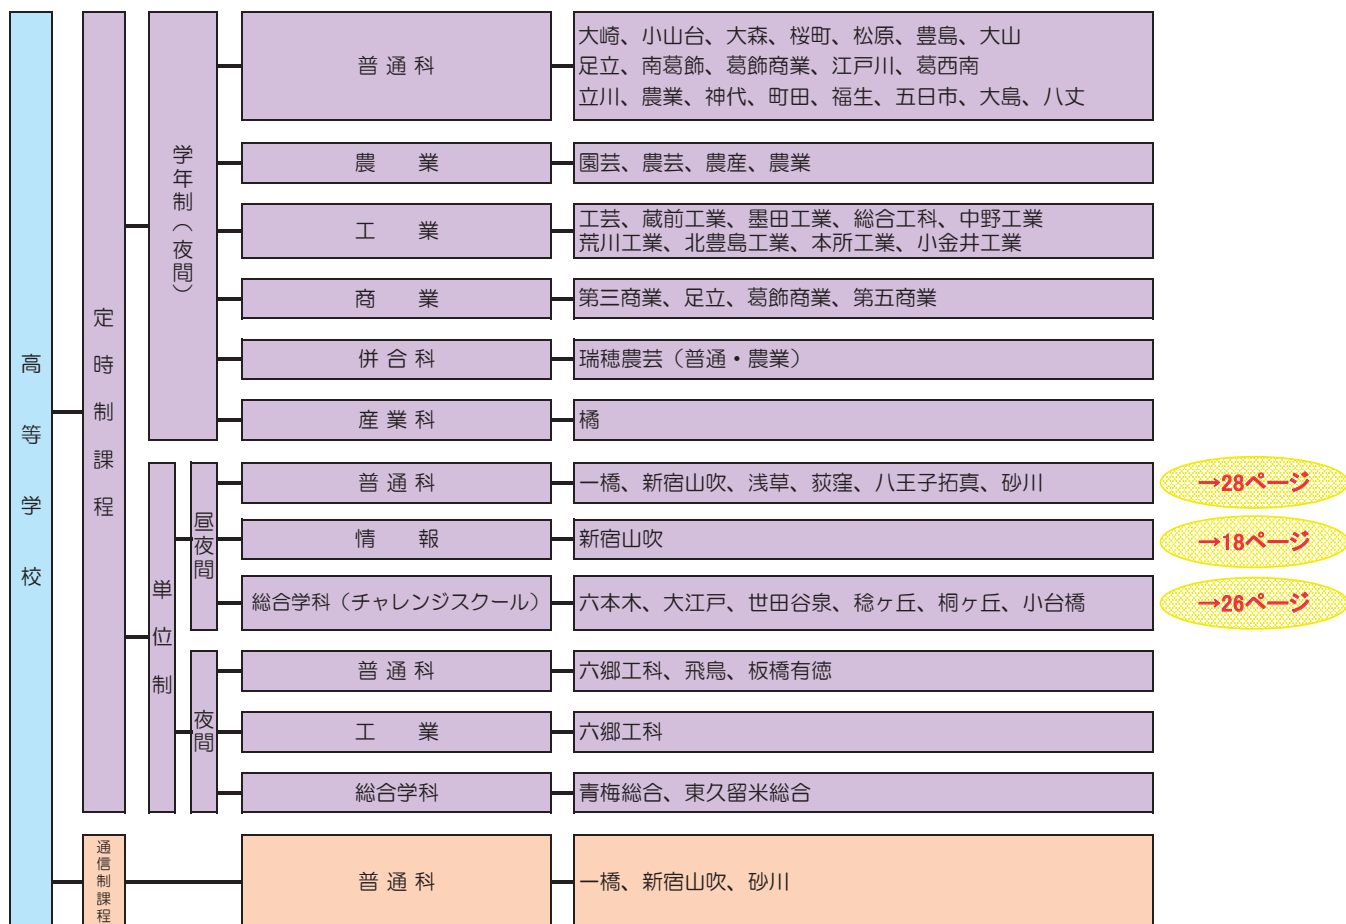 高等学校
定時制課程
学年制（夜間）
普通科
大崎、小山台、大森、桜町、松原、豊島、大山
足立、南葛飾、葛飾商業、江戸川、葛西南
立川、農業、神代、町田、福生、五日市、大島、八丈
農　業
園芸、農芸、農産、農業
工　業
工芸、蔵前工業、墨田工業、総合工科、中野工業
荒川工業、北豊島工業、本所工業、小金井工業
商　業
第三商業、足立、葛飾商業、第五商業
併合科
瑞穂農芸（普通・農業）
産業科
橘
単位制
昼夜間
普通科
一橋、新宿山吹、浅草、荻窪、八王子拓真、砂川
→28ページ
情　報
新宿山吹
→18ページ
総合学科（チャレンジスクール）
六本木、大江戸、世田谷泉、稔ヶ丘、桐ヶ丘、小台橋
→26ページ
夜間
普通科
六郷工科、飛鳥、板橋有徳
工　業
六郷工科
総合学科
青梅総合、東久留米総合
通信制課程
普通科
一橋、新宿山吹、砂川